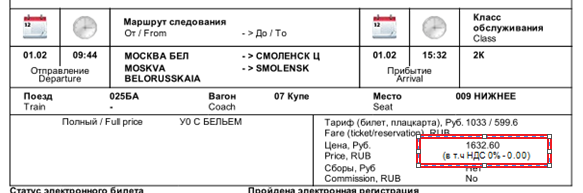 Маршрут следования
От / From - > До / To
Класс
обслуживания
Class
12
12
01.02 09:44 МОСКВА БЕЛ - > СМОЛЕНСК Ц 01.02 15:32 2К
Отправление MOSKVA - > SMOLENSK Прибытие
Departure BELORUSSKAIA Arrival
Поезд 025БА Вагон 07 Купе Место 009 НИЖНЕЕ
Train - Coach Seat
Полный / Full price У0 С БЕЛЬЕМ
Тариф (билет, плацкарта), Руб. 1033 / 599.6
Fare (ticket/reservation), RUB
Цена, Руб. 1632.60
Price, RUB (в т.ч НДС 0% - 0.00)
Сборы, Руб Нет
Commission, RUB No
Статус электронного билета Пройдена электронная регистрация